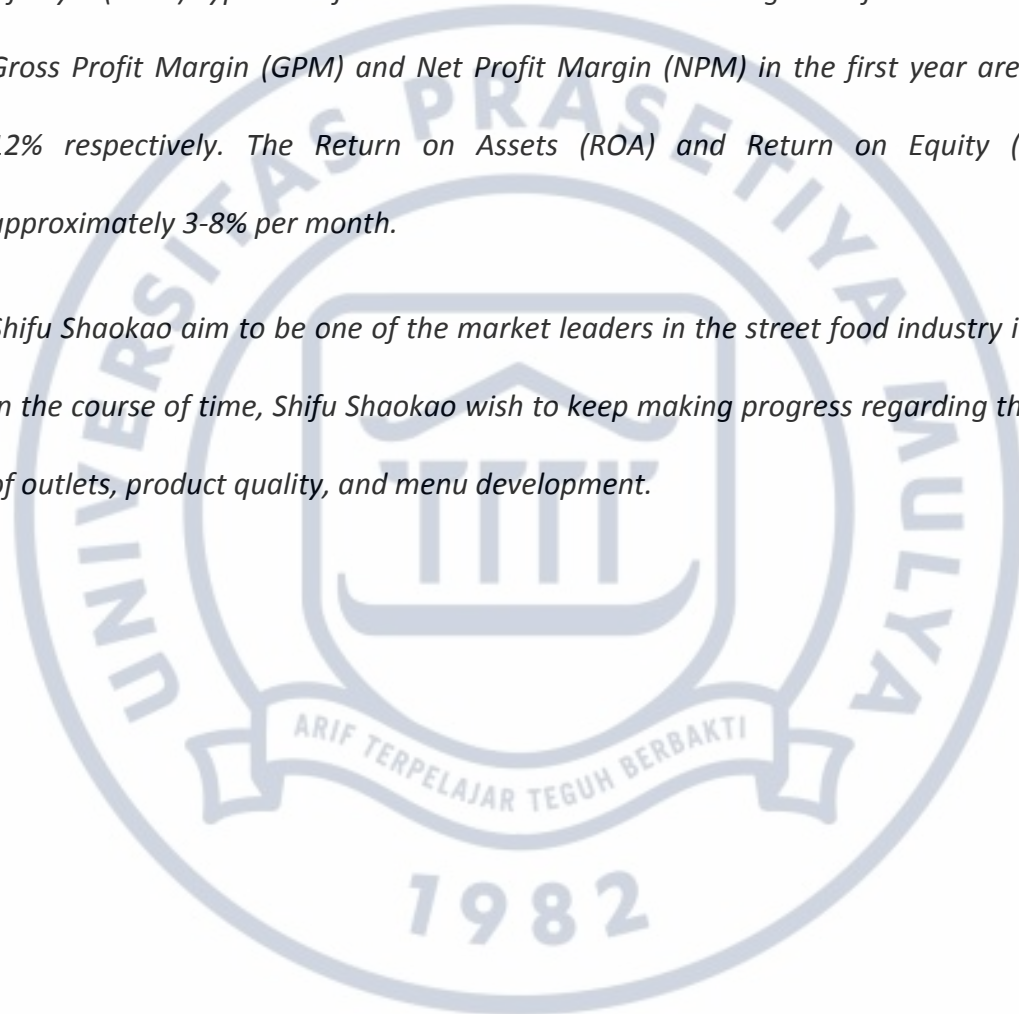 Gross Profit Margin (GPM) and Net Profit Margin (NPM) in the first year are
12% respectively. The Return on Assets (ROA) and Return on Equity (
approximately 3-8% per month.
Shifu Shaokao aim to be one of the market leaders in the street food industry i
in the course of time, Shifu Shaokao wish to keep making progress regarding th
of outlets, product quality, and menu development.
UNIVERSITAS PRASETIYA MULYA
ARIF TERPELAJAR TEGUH BERBAKTI
1982